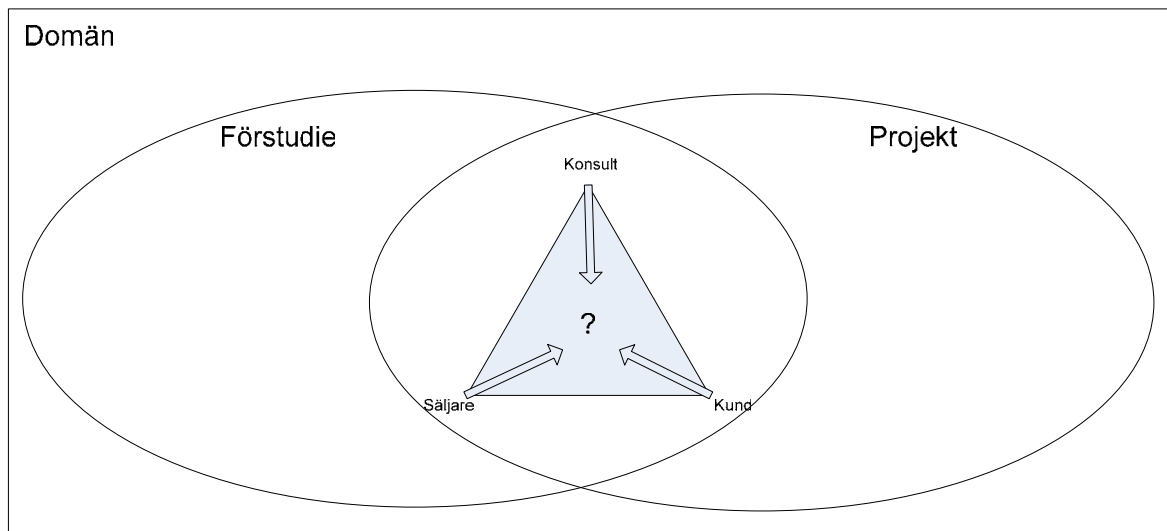 Domän
Förstudie
Projekt
Konsult
?
Säljare
Kund